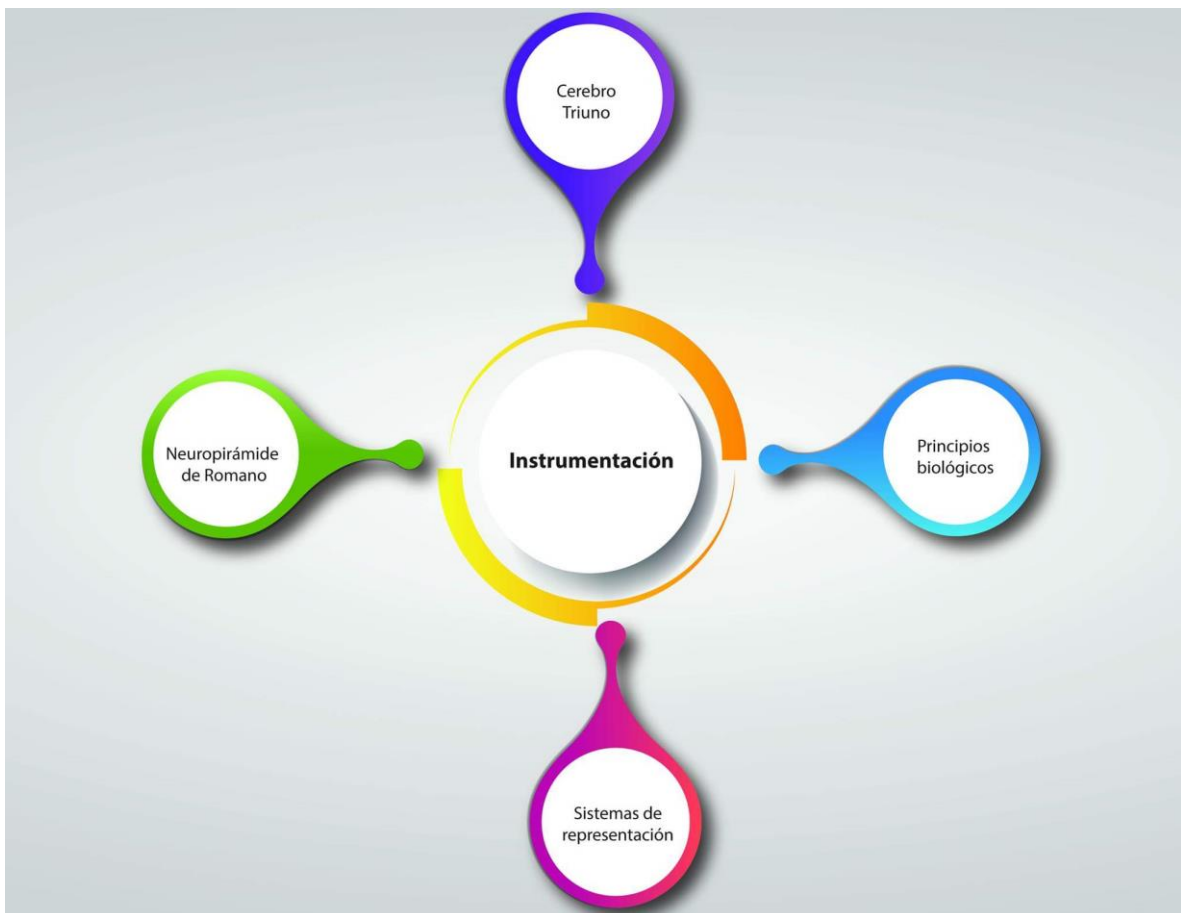 Cerebro
Triuno
Neuropirámide
de Romano
Instrumentación
Principios
biológicos
Sistemas de
representación